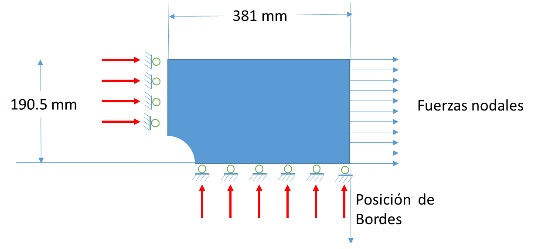 381 mm
190.5 mm
Fuerzas nodales
Posición de
Bordes